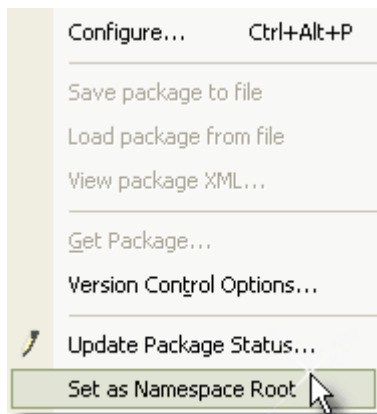 Configure... Ctrl+Alt+P
Save package to file
Load package from file
View package XML...
Get Package...
Version Control Options...
Update Package Status...
Set as Namespace Root